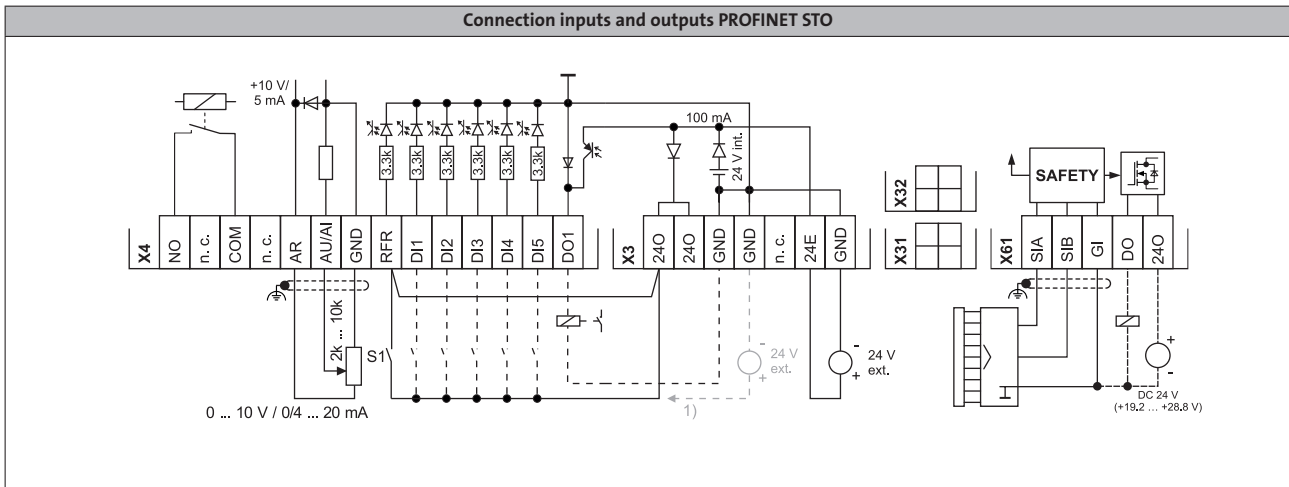 Connection inputs and outputs PROFINET STO
+10 V/
5 mA
100 mA
3.3k
3.3k
3.3k
3.3k
3.3k
3.3k
24 V int.
X32
SAFETY
X4
NO
n. c.
COM
n. c.
AR
AU/AI
GND
RFR
DI1
DI2
DI3
DI4
DI5
DO1
X3
24O
24O
GND
GND
n. c.
24E
GND
X31
X61
SIA
SIB
GI
DO
24O
2k ... 10k
S1
-
24 V
ext.
+
-
24 V
ext.
+
+
-
1)
0 ... 10 V / 0/4 ... 20 mA
DC 24 V
(+19.2 ... +28.8 V)